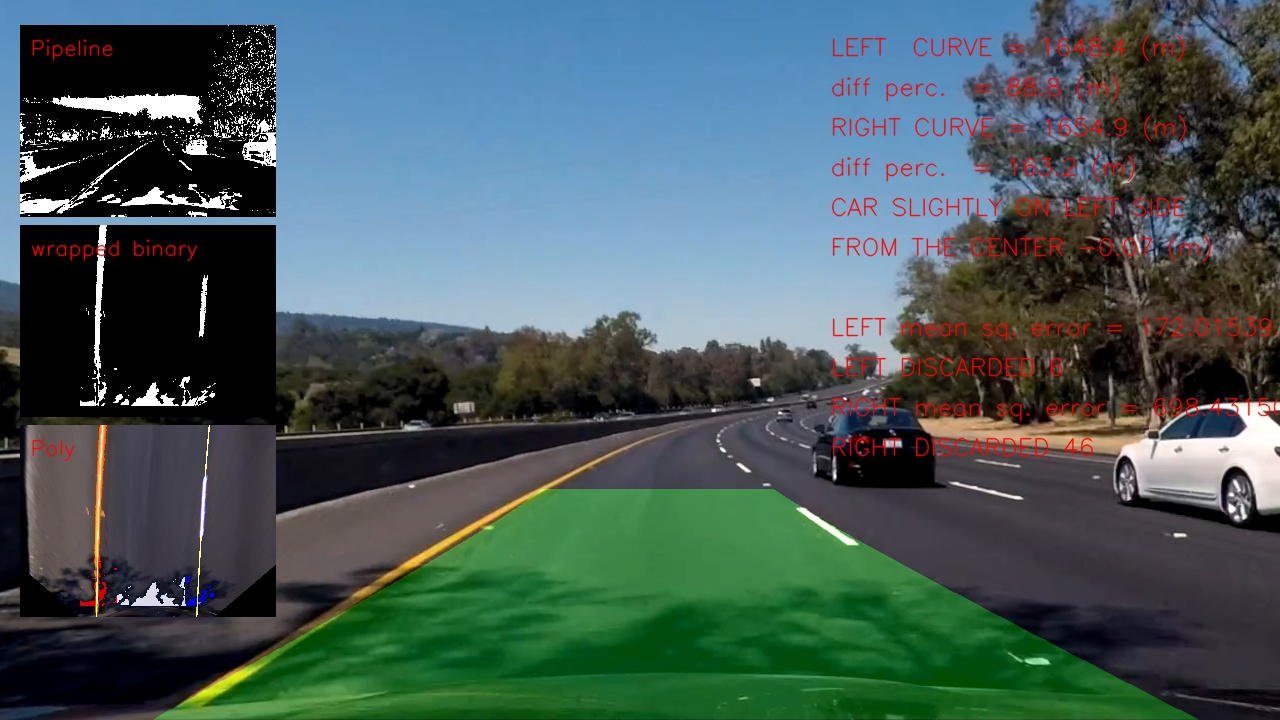 Pipeline
wrapped binary
Poly
LEFT CURVE = 1648.4 (m)
diff perc. = 88.8 (m)
RIGHT CURVE = 1654.9 (m)
diff perc. = 163.2 (m)
CAR SLIGHTLY ON LEFT SIDE
FROM THE CENTER -0.07 (m)
LEFT mean sq. error = 172.01539
LEFT DISCARDED 6
RIGHT mean sq. error = 698.4315
RIGHT DISCARDED 46